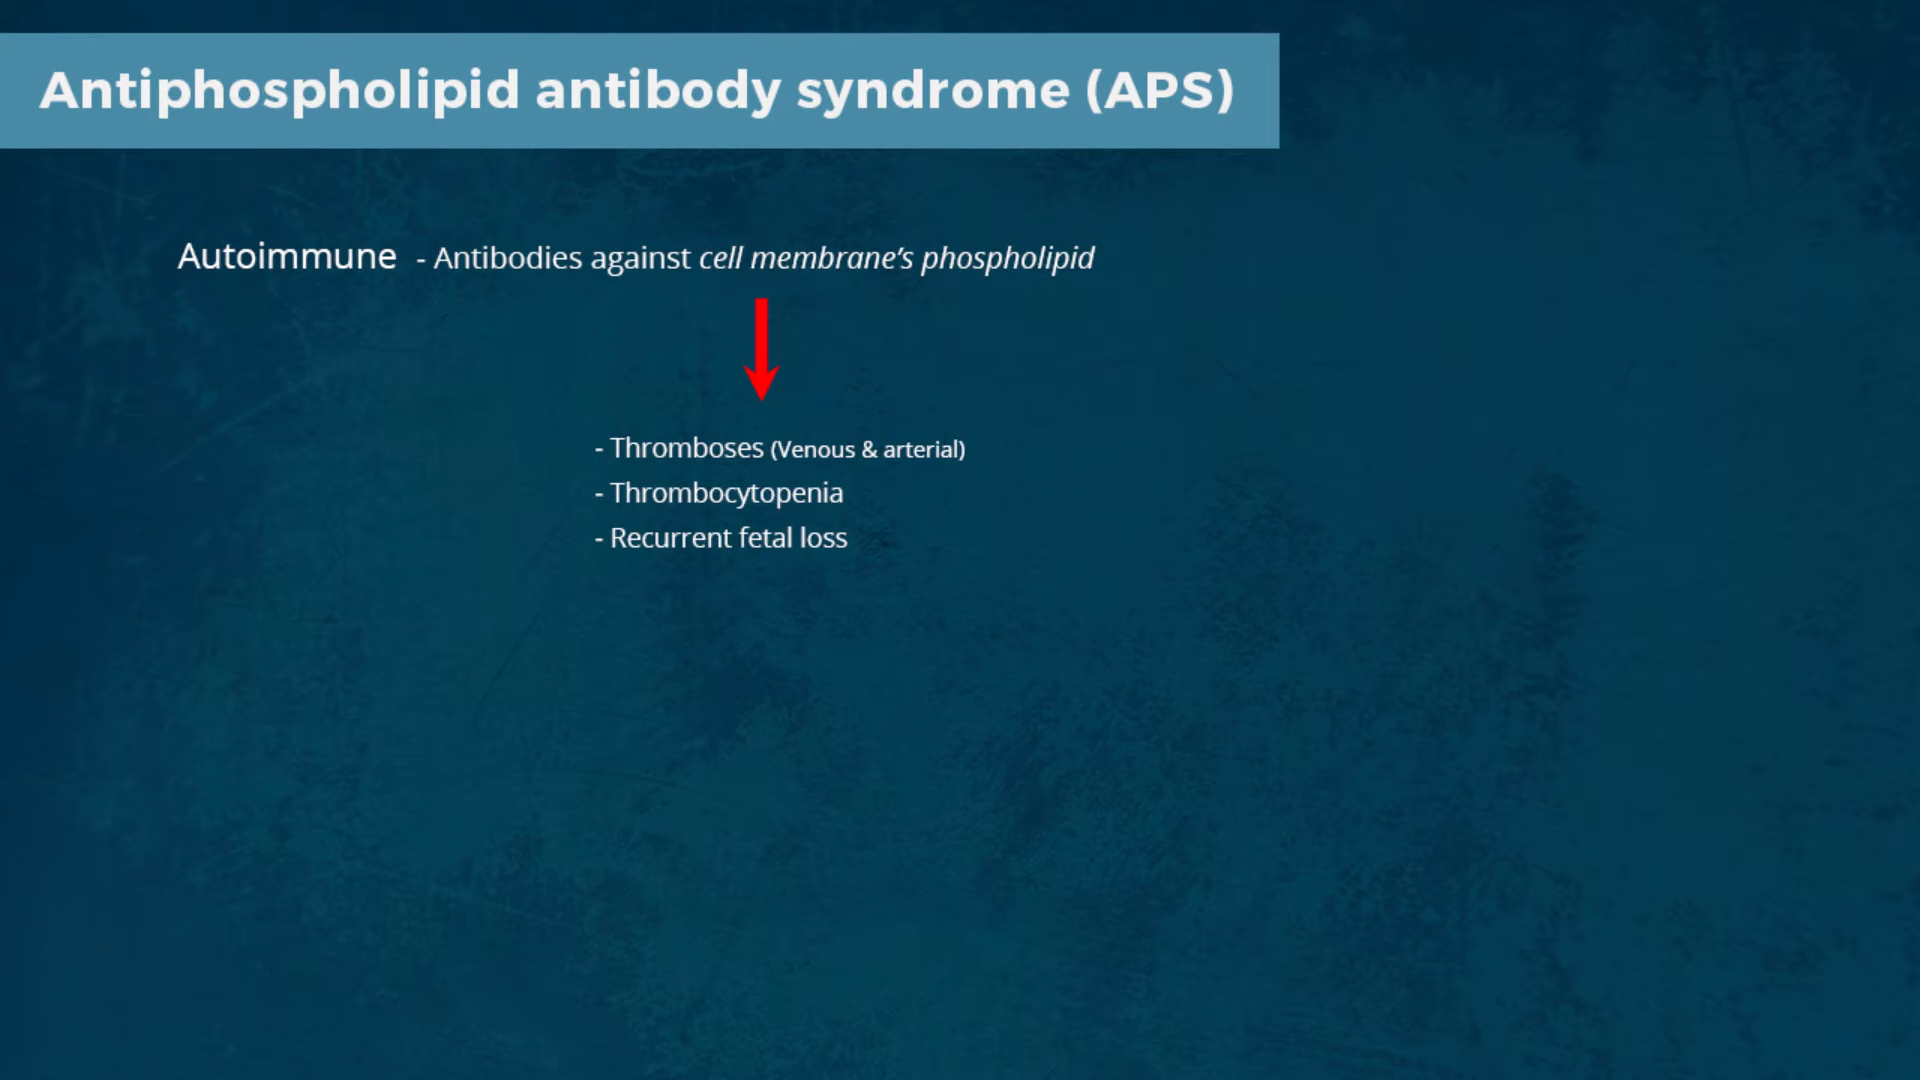 Antiphospholipid antibody syndrome (APS)
Autoimmune - Antibodies against cell membrane’s phospholipid
- Thromboses (Venous & arterial)
- Thrombocytopenia
- Recurrent fetal loss